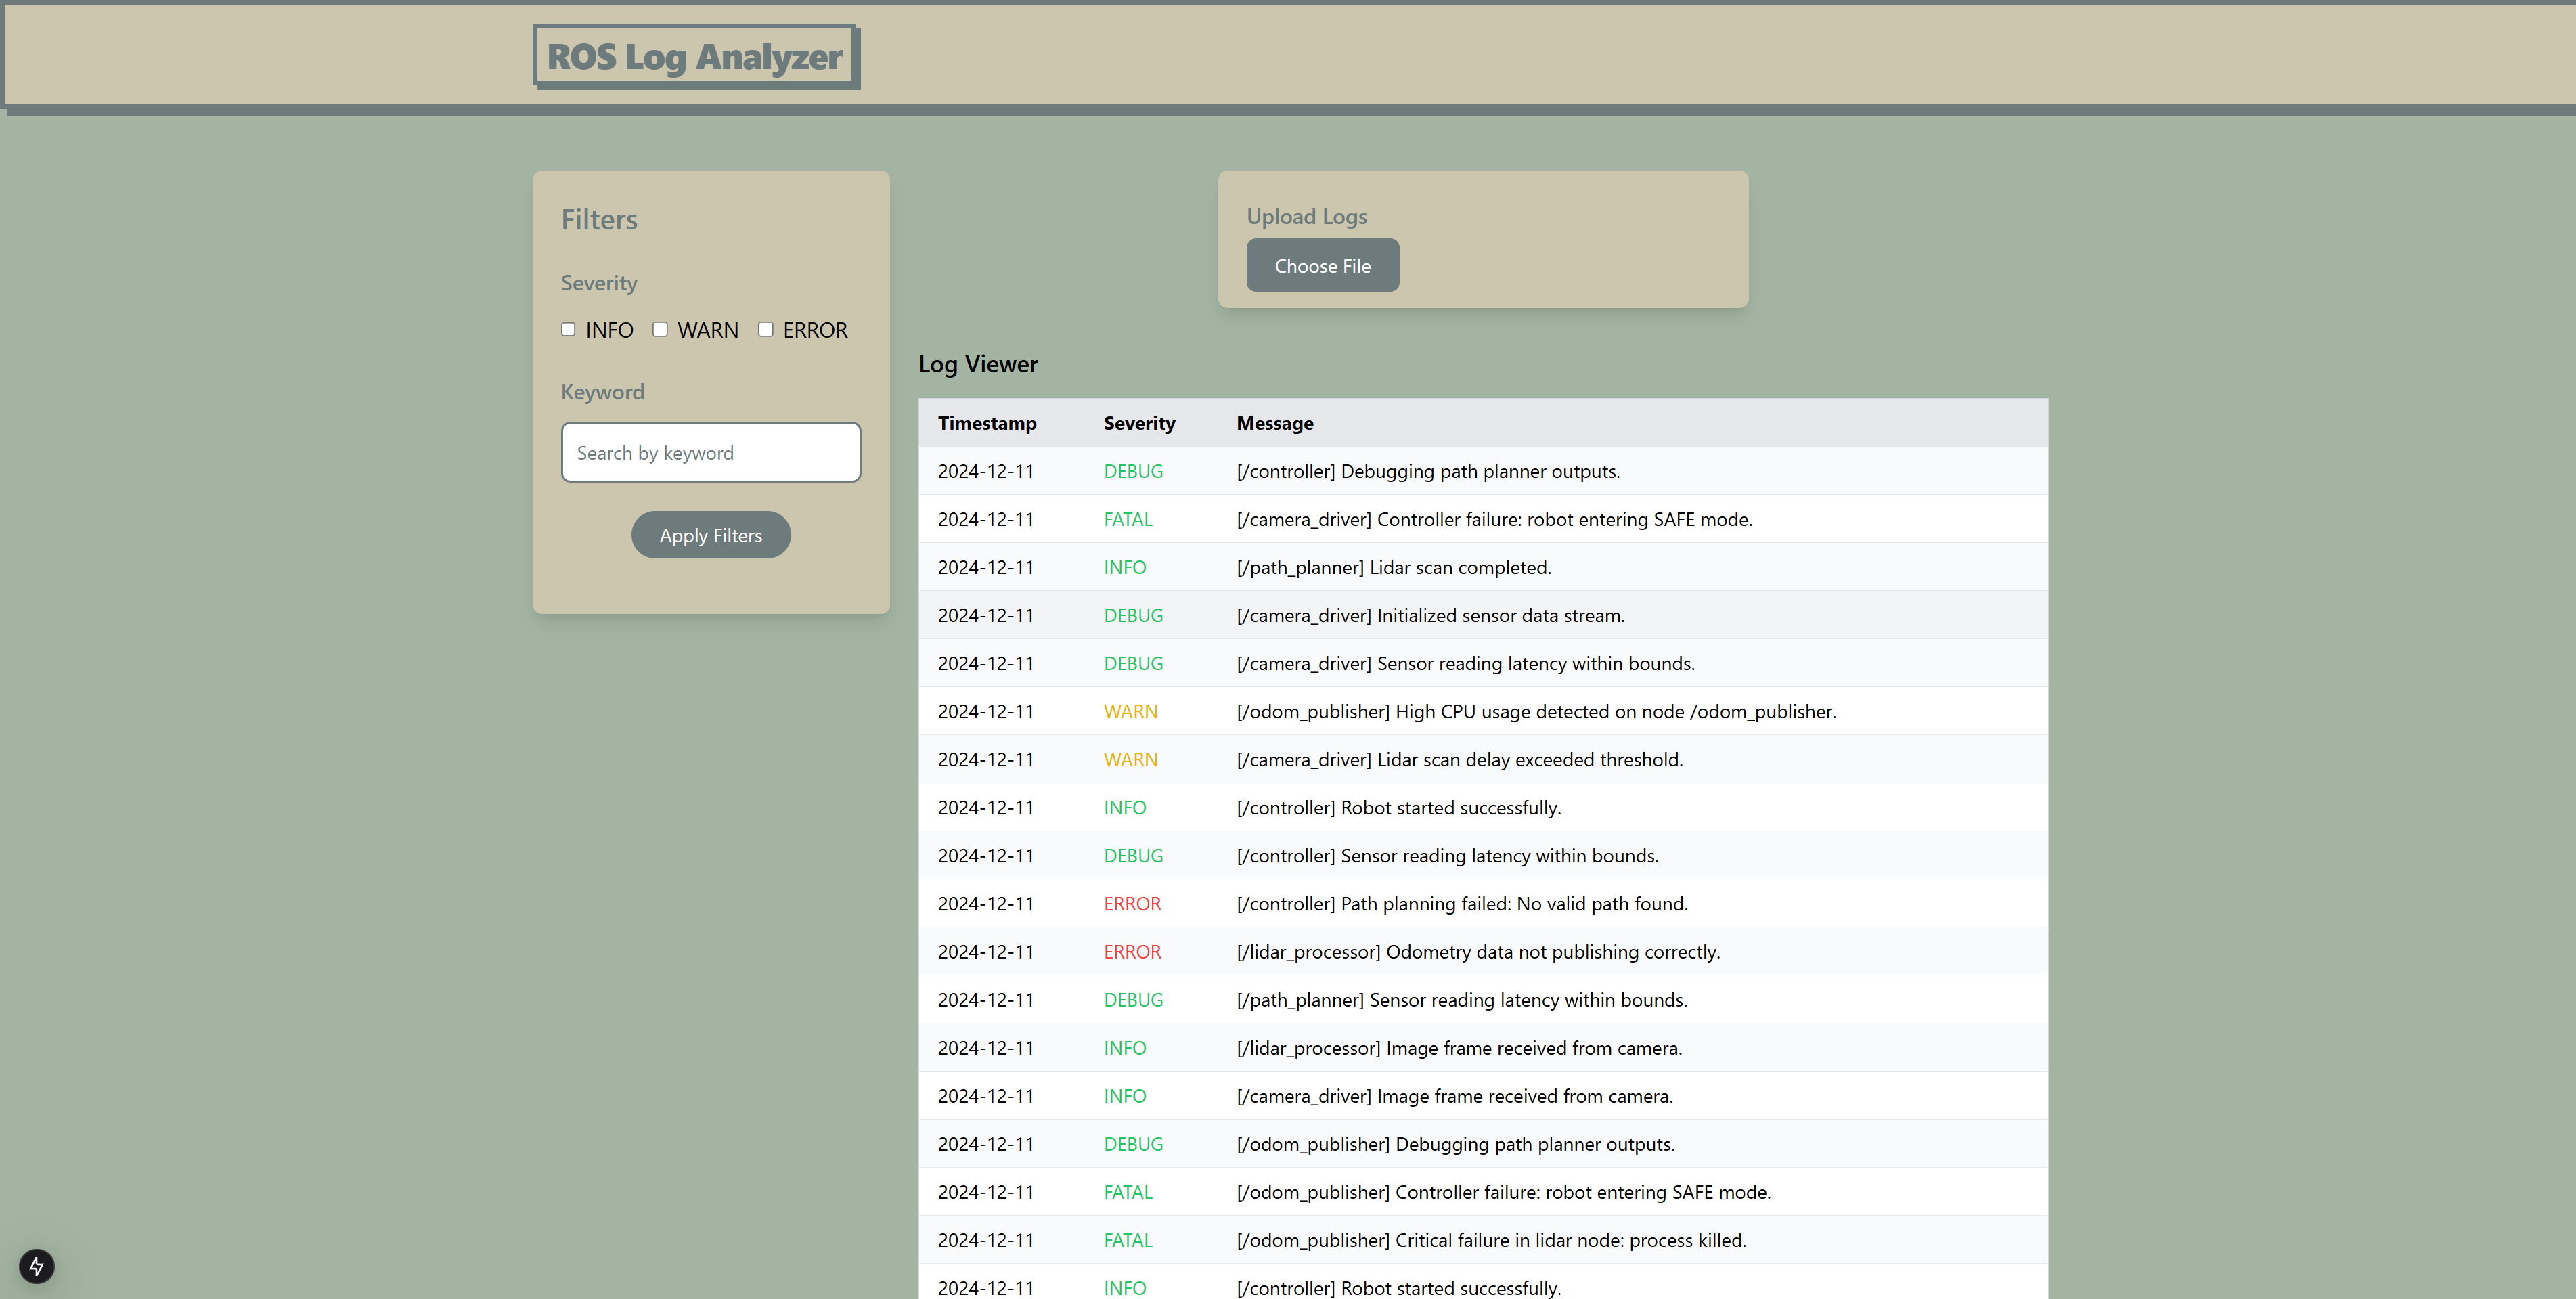 ROS Log Analyzer
Filters
Severity
INFO WARN ERROR
Keyword
Search by keyword
Apply Filters
Upload Logs
Choose File
Log Viewer
Timestamp Severity Message
2024-12-11 DEBUG [/controller] Debugging path planner outputs.
2024-12-11 FATAL [/camera_driver] Controller failure: robot entering SAFE mode.
2024-12-11 INFO [/path_planner] Lidar scan completed.
2024-12-11 DEBUG [/camera_driver] Initialized sensor data stream.
2024-12-11 DEBUG [/camera_driver] Sensor reading latency within bounds.
2024-12-11 WARN [/odom_publisher] High CPU usage detected on node /odom_publisher.
2024-12-11 WARN [/camera_driver] Lidar scan delay exceeded threshold.
2024-12-11 INFO [/controller] Robot started successfully.
2024-12-11 DEBUG [/controller] Sensor reading latency within bounds.
2024-12-11 ERROR [/controller] Path planning failed: No valid path found.
2024-12-11 ERROR [/lidar_processor] Odometry data not publishing correctly.
2024-12-11 DEBUG [/path_planner] Sensor reading latency within bounds.
2024-12-11 INFO [/lidar_processor] Image frame received from camera.
2024-12-11 INFO [/camera_driver] Image frame received from camera.
2024-12-11 DEBUG [/odom_publisher] Debugging path planner outputs.
2024-12-11 FATAL [/odom_publisher] Controller failure: robot entering SAFE mode.
2024-12-11 FATAL [/odom_publisher] Critical failure in lidar node: process killed.
2024-12-11 INFO [/controller] Robot started successfully.